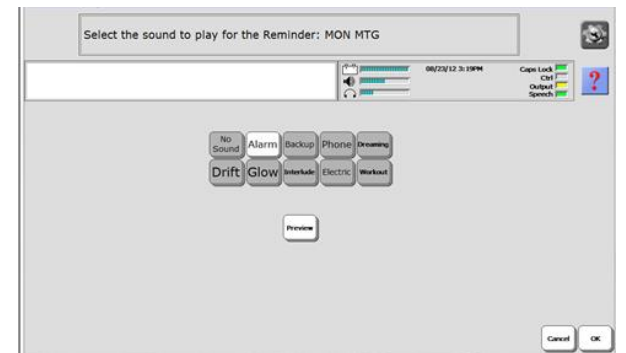 Select the sound to play for the Reminder: MON MTG
08/23/12 3:19PM
Caps Lock
Ctrl
Output
Speech
?
No Sound Alarm Backup Phone Dreaming
Drift Glow Interlude Electric Workout
Preview
Cancel OK